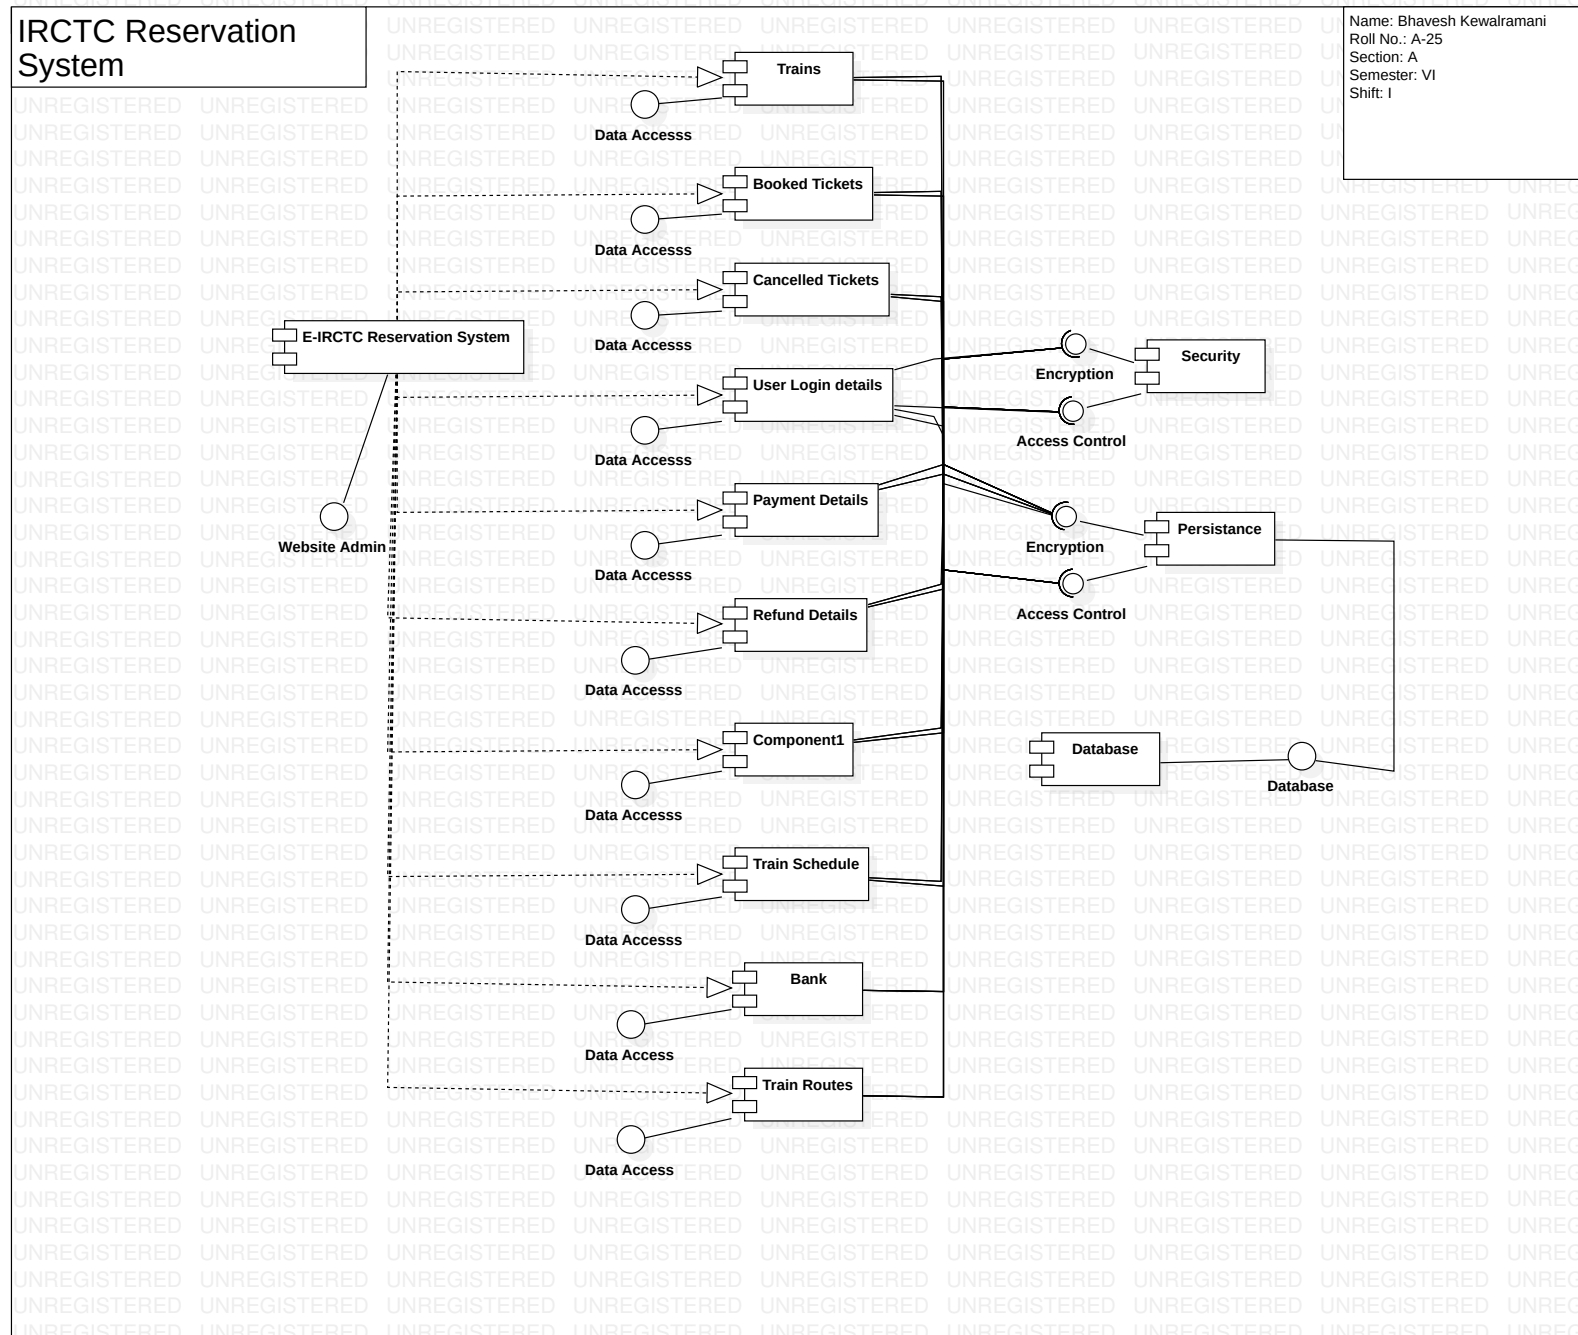 IRCTC Reservation
System
Name: Bhavesh Kewalramani
Roll No.: A-25
Section: A
Semester: VI
Shift: I
Trains
Data Accesss
Booked Tickets
Data Accesss
Cancelled Tickets
Data Accesss
E-IRCTC Reservation System
Website Admin
User Login details
Data Accesss
Payment Details
Data Accesss
Refund Details
Data Accesss
Component1
Data Accesss
Train Schedule
Data Accesss
Bank
Data Access
Train Routes
Data Access
Encryption
Security
Access Control
Encryption
Persistance
Access Control
Database
Database
UNREGISTERED